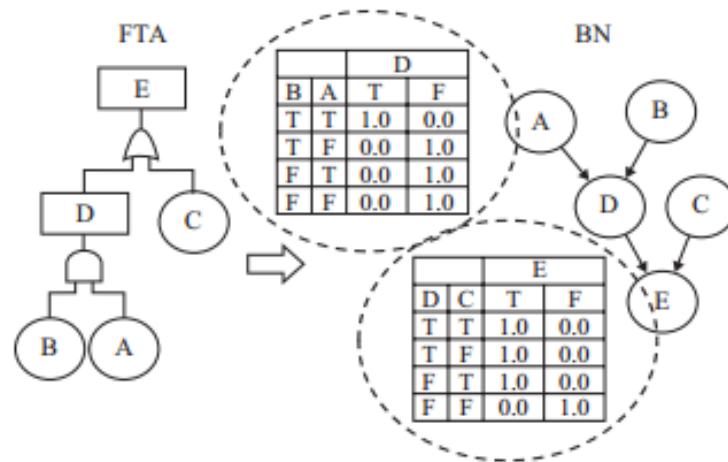 FTA
BN
E
D
C
B
A
D
B A T F
T T 1.0 0.0
T F 0.0 1.0
F T 0.0 1.0
F F 0.0 1.0
E
D C T F
T T 1.0 0.0
T F 1.0 0.0
F T 1.0 0.0
F F 0.0 1.0
A
B
D
C
E